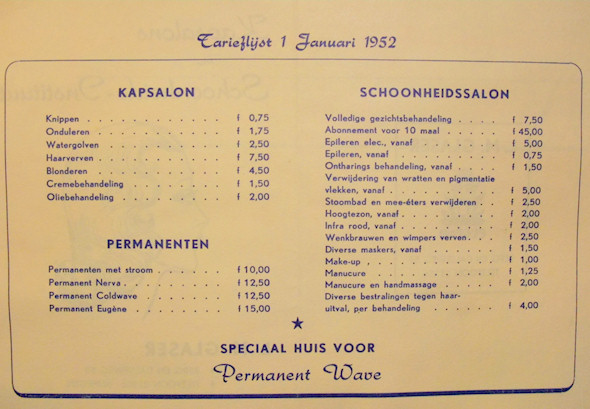 Tarieflijst 1 Januari 1952
KAPSALON
Knippen . . . . . . . . . . . f 0,75
Onduleren . . . . . . . . . . f 1,75
Watergolven . . . . . . . . . f 2,50
Haarverven . . . . . . . . . . f 7,50
Blonderen . . . . . . . . . . f 4,50
Cremebehandeling . . . . . . . f 1,50
Oliebehandeling . . . . . . . f 2,00
PERMANENTEN
Permanenten met stroom . . . . . f 10,00
Permanent Nerva . . . . . . . . f 12,50
Permanent Coldwave . . . . . . f 12,50
Permanent Eugène . . . . . . . f 15,00
SCHOONHEIDSSALON
Volledige gezichtsbehandeling . . . . f 7,50
Abonnement voor 10 maal . . . . . f 45,00
Epileren elec., vanaf . . . . . . f 5,00
Epileren, vanaf . . . . . . . . f 0,75
Ontharings behandeling, vanaf . . . . f 1,50
Verwijdering van wratten en pigmentatie
vlekken, vanaf . . . . . . . . f 5,00
Stoombad en mee-éters verwijderen . . f 2,50
Hoogtezon, vanaf . . . . . . . . f 2,00
Infra rood, vanaf . . . . . . . f 2,00
Wenkbrauwen en wimpers verven . . . f 2,50
Diverse maskers, vanaf . . . . . . f 1,50
Make-up . . . . . . . . . . . f 1,00
Manucure . . . . . . . . . . f 1,25
Manucure en handmassage . . . . . f 2,00
Diverse bestralingen tegen haar-
uitval, per behandeling . . . . . f 4,00
SPECIAAL HUIS VOOR
Permanent Wave